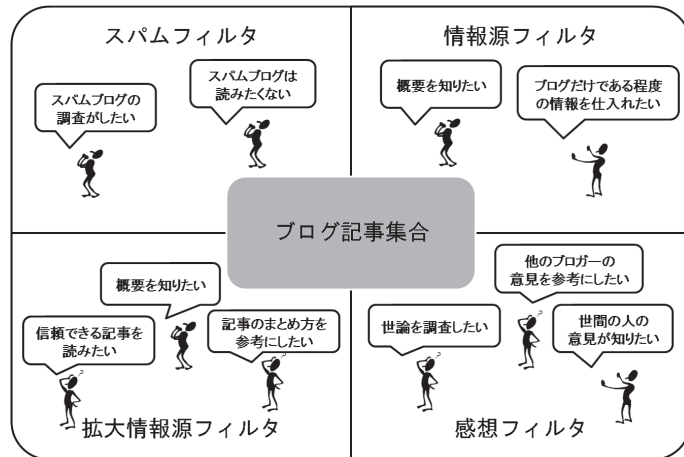 スパムフィルタ
スパムブログの
調査がしたい
スパムブログは
読みたくない
情報源フィルタ
概要を知りたい
ブログだけである程度
の情報を仕入れたい
ブログ記事集合
概要を知りたい
信頼できる記事を
読みたい
記事のまとめ方を
参考にしたい
拡大情報源フィルタ
他のブロガーの
意見を参考にしたい
世論を調査したい
世間の人の
意見が知りたい
感想フィルタ